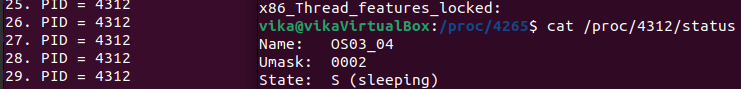 25. PID = 4312
26. PID = 4312
27. PID = 4312
28. PID = 4312
29. PID = 4312
x86_Thread_features_locked:
vika@vikaVirtualBox:/proc/4265$ cat /proc/4312/status
Name:   OS03_04
Umask:  0002
State:  S (sleeping)